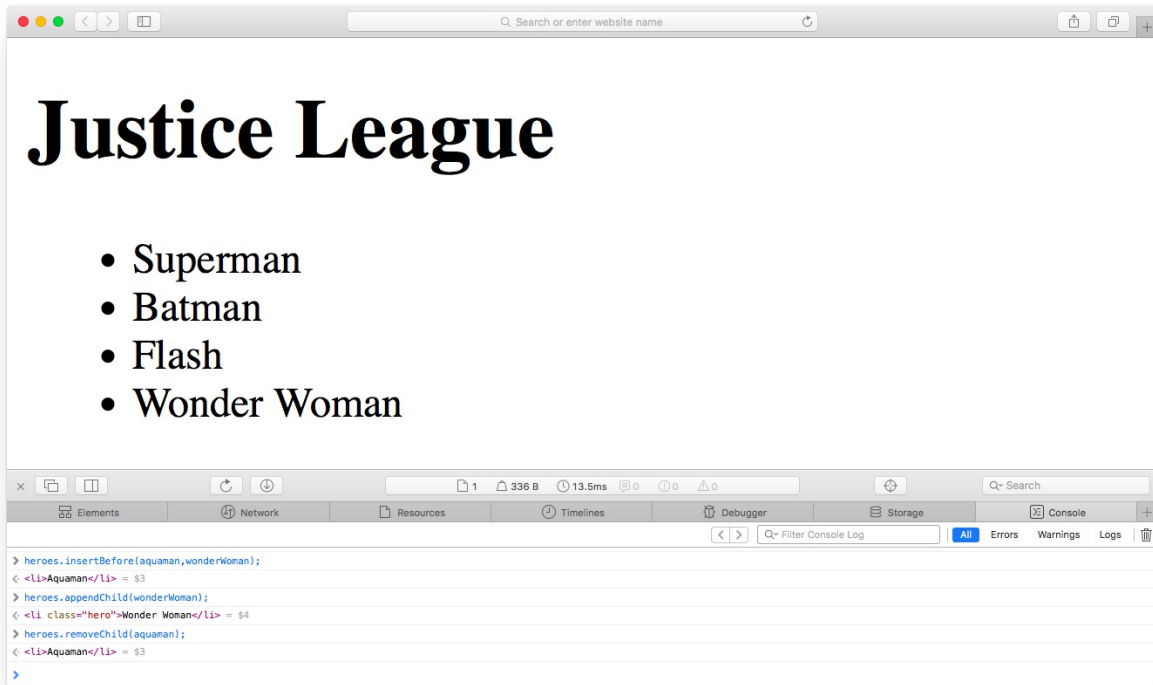 Search or enter website name
Justice League
• Superman
• Batman
• Flash
• Wonder Woman
1 336 B 13.5ms 0 0 0 Search
Elements Network Resources Timelines Debugger Storage Console
Filter Console Log All Errors Warnings Logs
> heroes.insertBefore(aquaman,wonderWoman);
<li>Aquaman</li> = $3
> heroes.appendChild(wonderWoman);
<li class="hero">Wonder Woman</li> = $4
> heroes.removeChild(aquaman);
<li>Aquaman</li> = $3
>